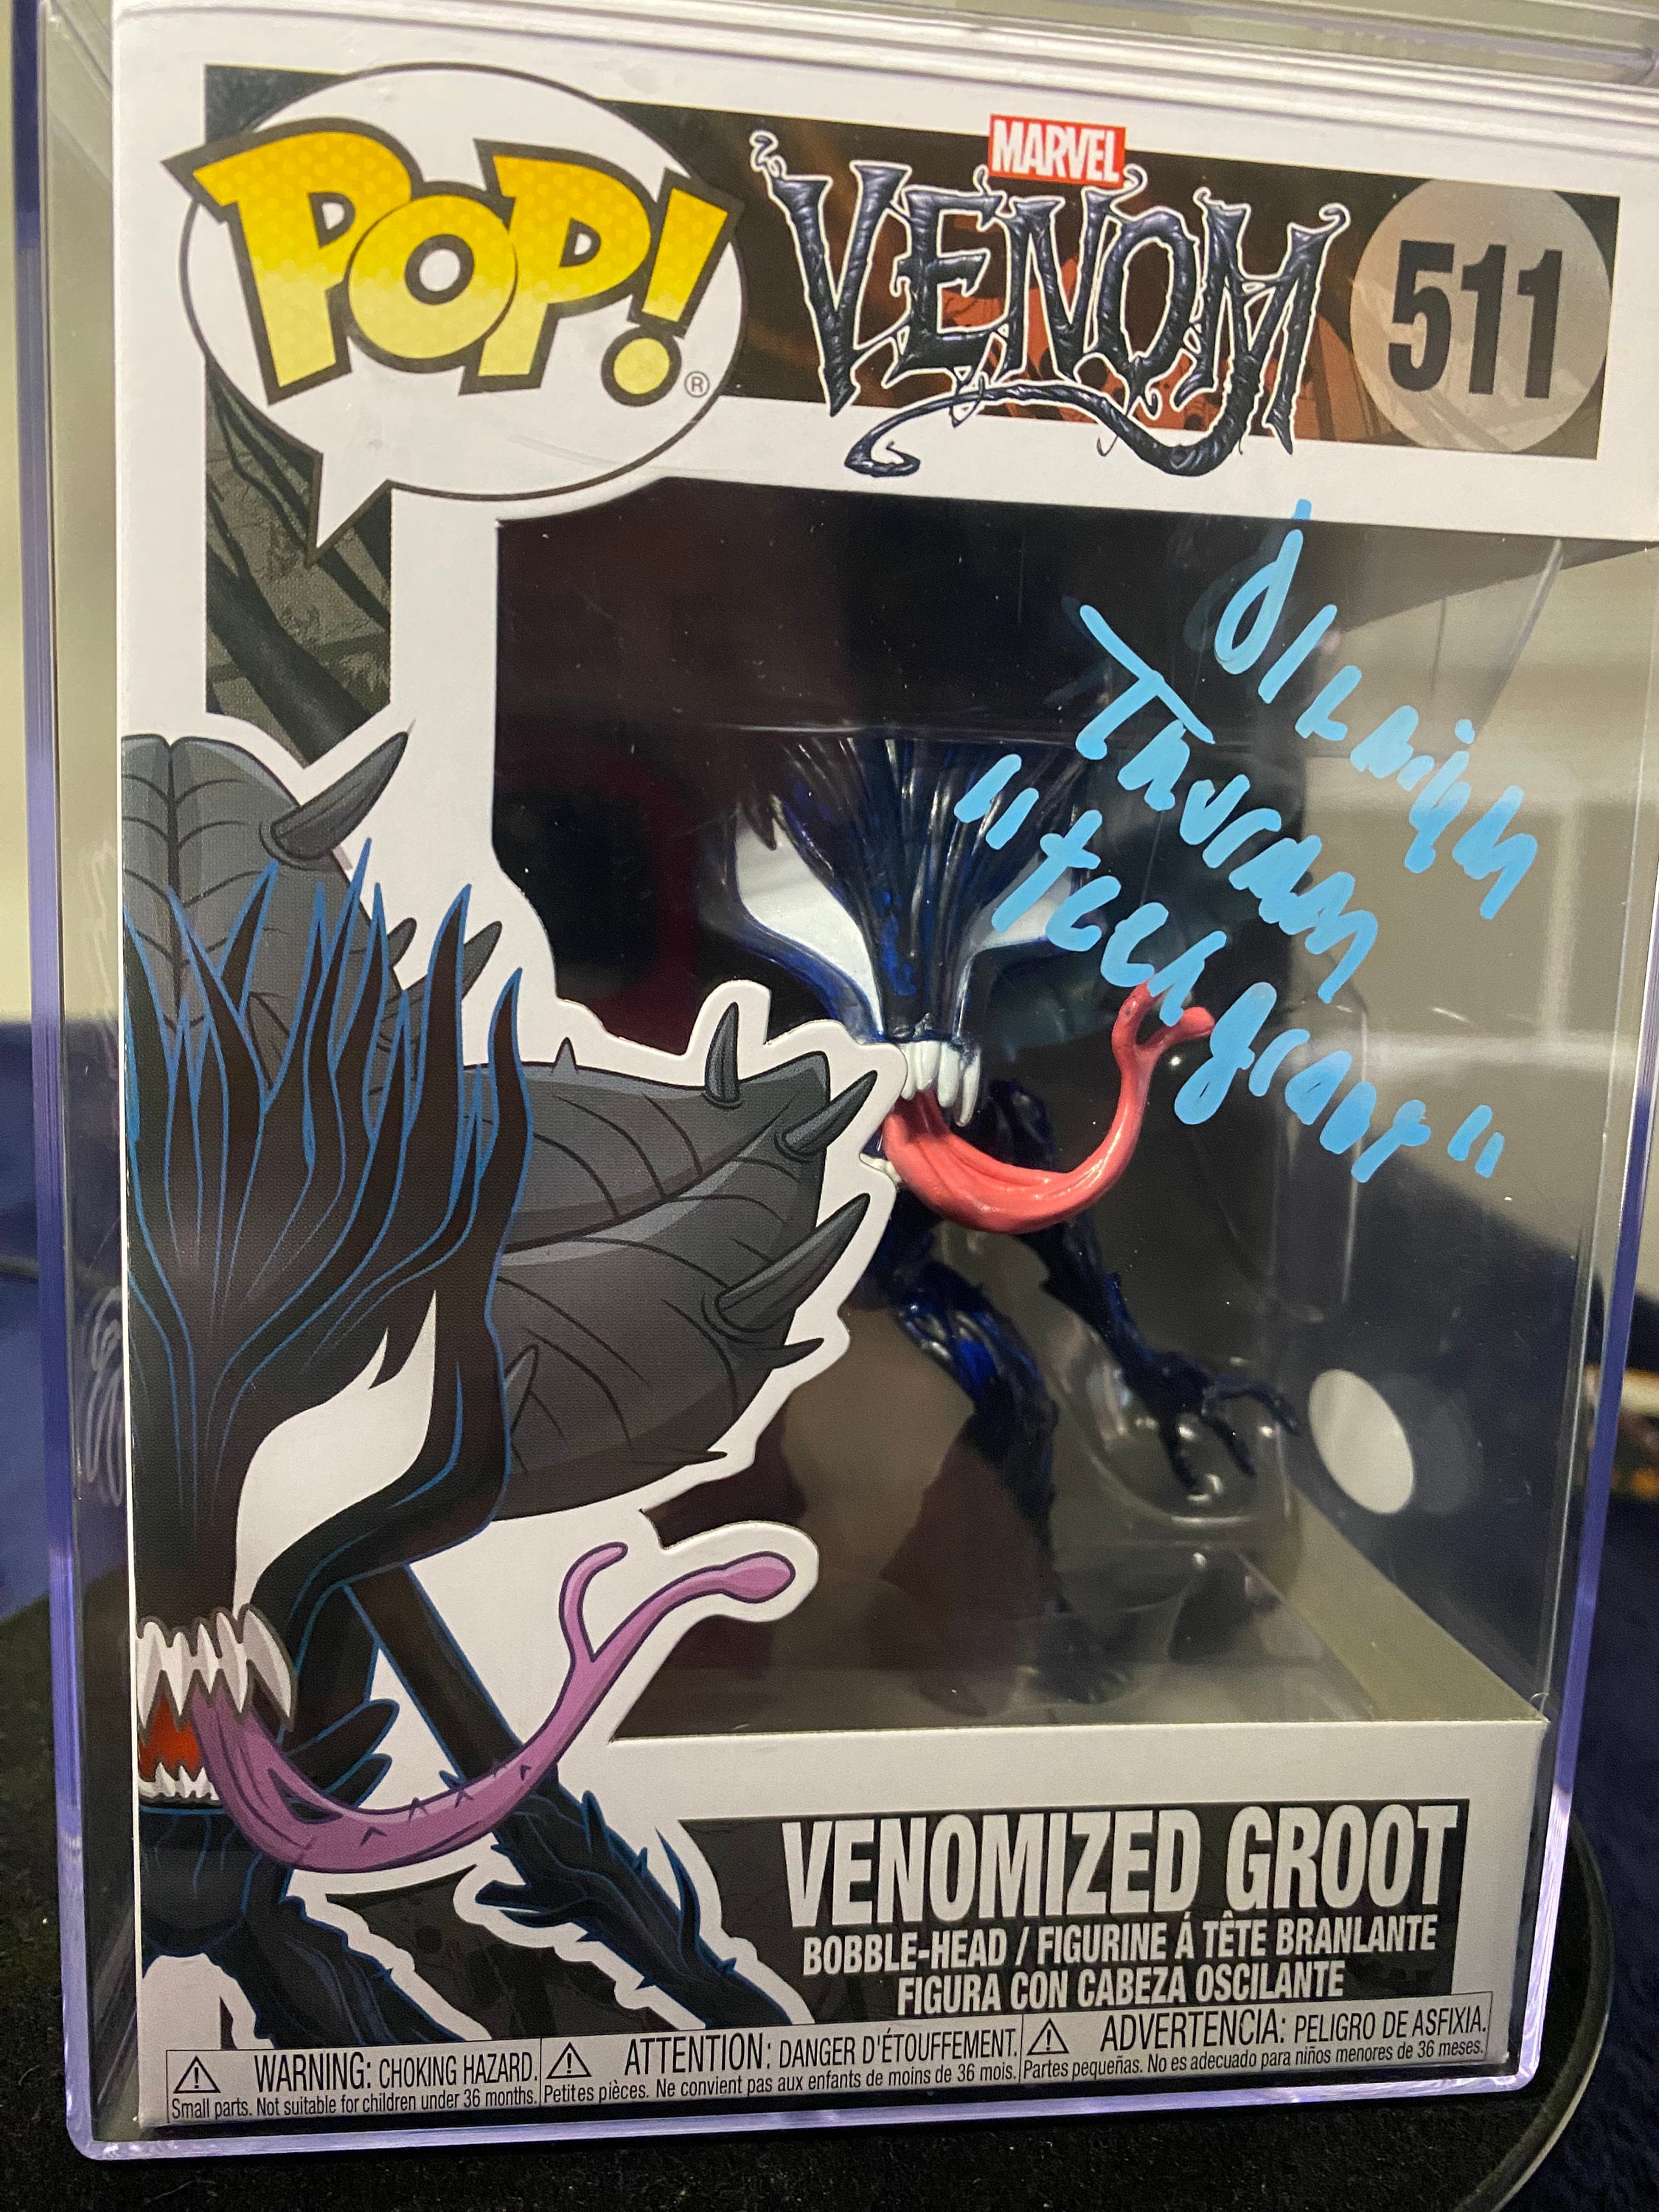 POP!®
MARVEL
VENOM
511
"tech grant"
VENOMIZED GROOT
BOBBLE-HEAD / FIGURINE Á TÊTE BRANLANTE
FIGURA CON CABEZA OSCILANTE
⚠ WARNING: CHOKING HAZARD.
Small parts. Not suitable for children under 36 months.
⚠ ATTENTION: DANGER D'ÉTOUFFEMENT.
Petites pièces. Ne convient pas aux enfants de moins de 36 mois.
⚠ ADVERTENCIA: PELIGRO DE ASFIXIA.
Partes pequeñas. No es adecuado para niños menores de 36 meses.